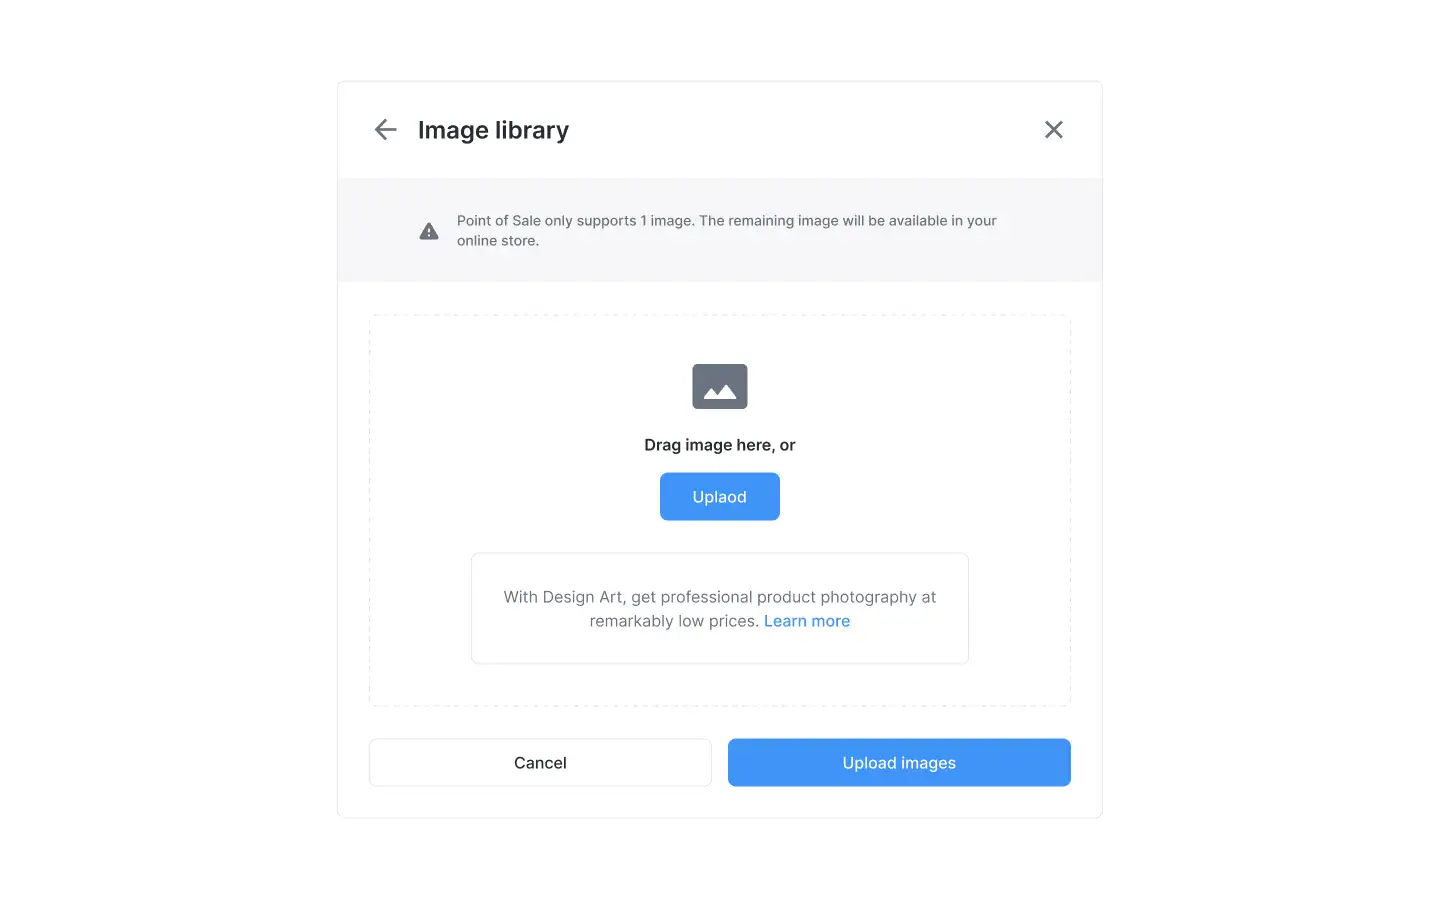 Image library
Point of Sale only supports 1 image. The remaining image will be available in your
online store.
Drag image here, or
Uplaod
With Design Art, get professional product photography at
remarkably low prices. Learn more
Cancel
Upload images